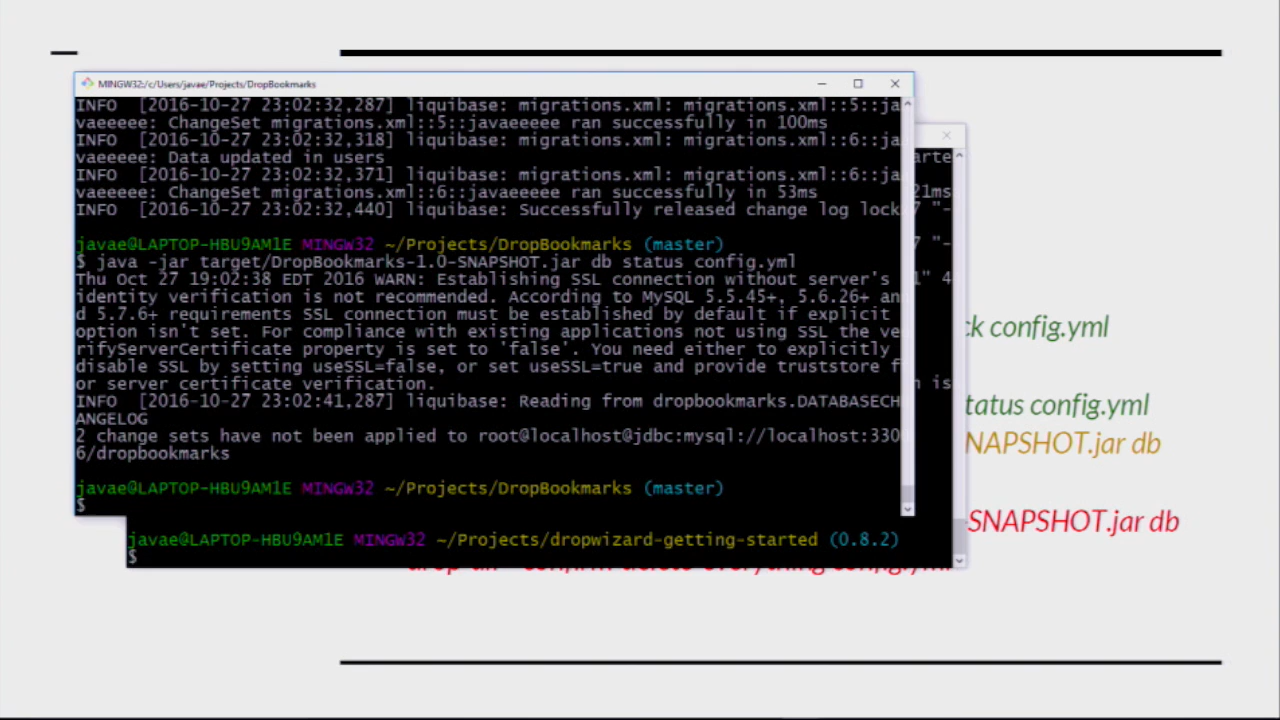 MINGW32:/c/Users/javae/Projects/DropBookmarks
INFO [2016-10-27 23:02:32,287] liquibase: migrations.xml: migrations.xml::5::ja
vaeeeee: ChangeSet migrations.xml::5::javaeeeee ran successfully in 100ms
INFO [2016-10-27 23:02:32,318] liquibase: migrations.xml: migrations.xml::6::ja
vaeeeee: Data updated in users
INFO [2016-10-27 23:02:32,371] liquibase: migrations.xml: migrations.xml::6::ja
vaeeeee: ChangeSet migrations.xml::6::javaeeeee ran successfully in 53ms
INFO [2016-10-27 23:02:32,440] liquibase: Successfully released change log lock
javae@LAPTOP-HBU9AM1E MINGW32 ~/Projects/DropBookmarks (master)
$ java -jar target/DropBookmarks-1.0-SNAPSHOT.jar db status config.yml
Thu Oct 27 19:02:38 EDT 2016 WARN: Establishing SSL connection without server's
identity verification is not recommended. According to MySQL 5.5.45+, 5.6.26+ an
d 5.7.6+ requirements SSL connection must be established by default if explicit
option isn't set. For compliance with existing applications not using SSL the ve
rifyServerCertificate property is set to 'false'. You need either to explicitly
disable SSL by setting useSSL=false, or set useSSL=true and provide truststore f
or server certificate verification.
INFO [2016-10-27 23:02:41,287] liquibase: Reading from dropbookmarks.DATABASECH
ANGELOG
2 change sets have not been applied to root@localhost@jdbc:mysql://localhost:330
6/dropbookmarks
javae@LAPTOP-HBU9AM1E MINGW32 ~/Projects/DropBookmarks (master)
$
arte
21ms
7 "-
7 "-
1" 4
n is
javae@LAPTOP-HBU9AM1E MINGW32 ~/Projects/dropwizard-getting-started (0.8.2)
$
ck config.yml
tatus config.yml
NAPSHOT.jar db
-SNAPSHOT.jar db